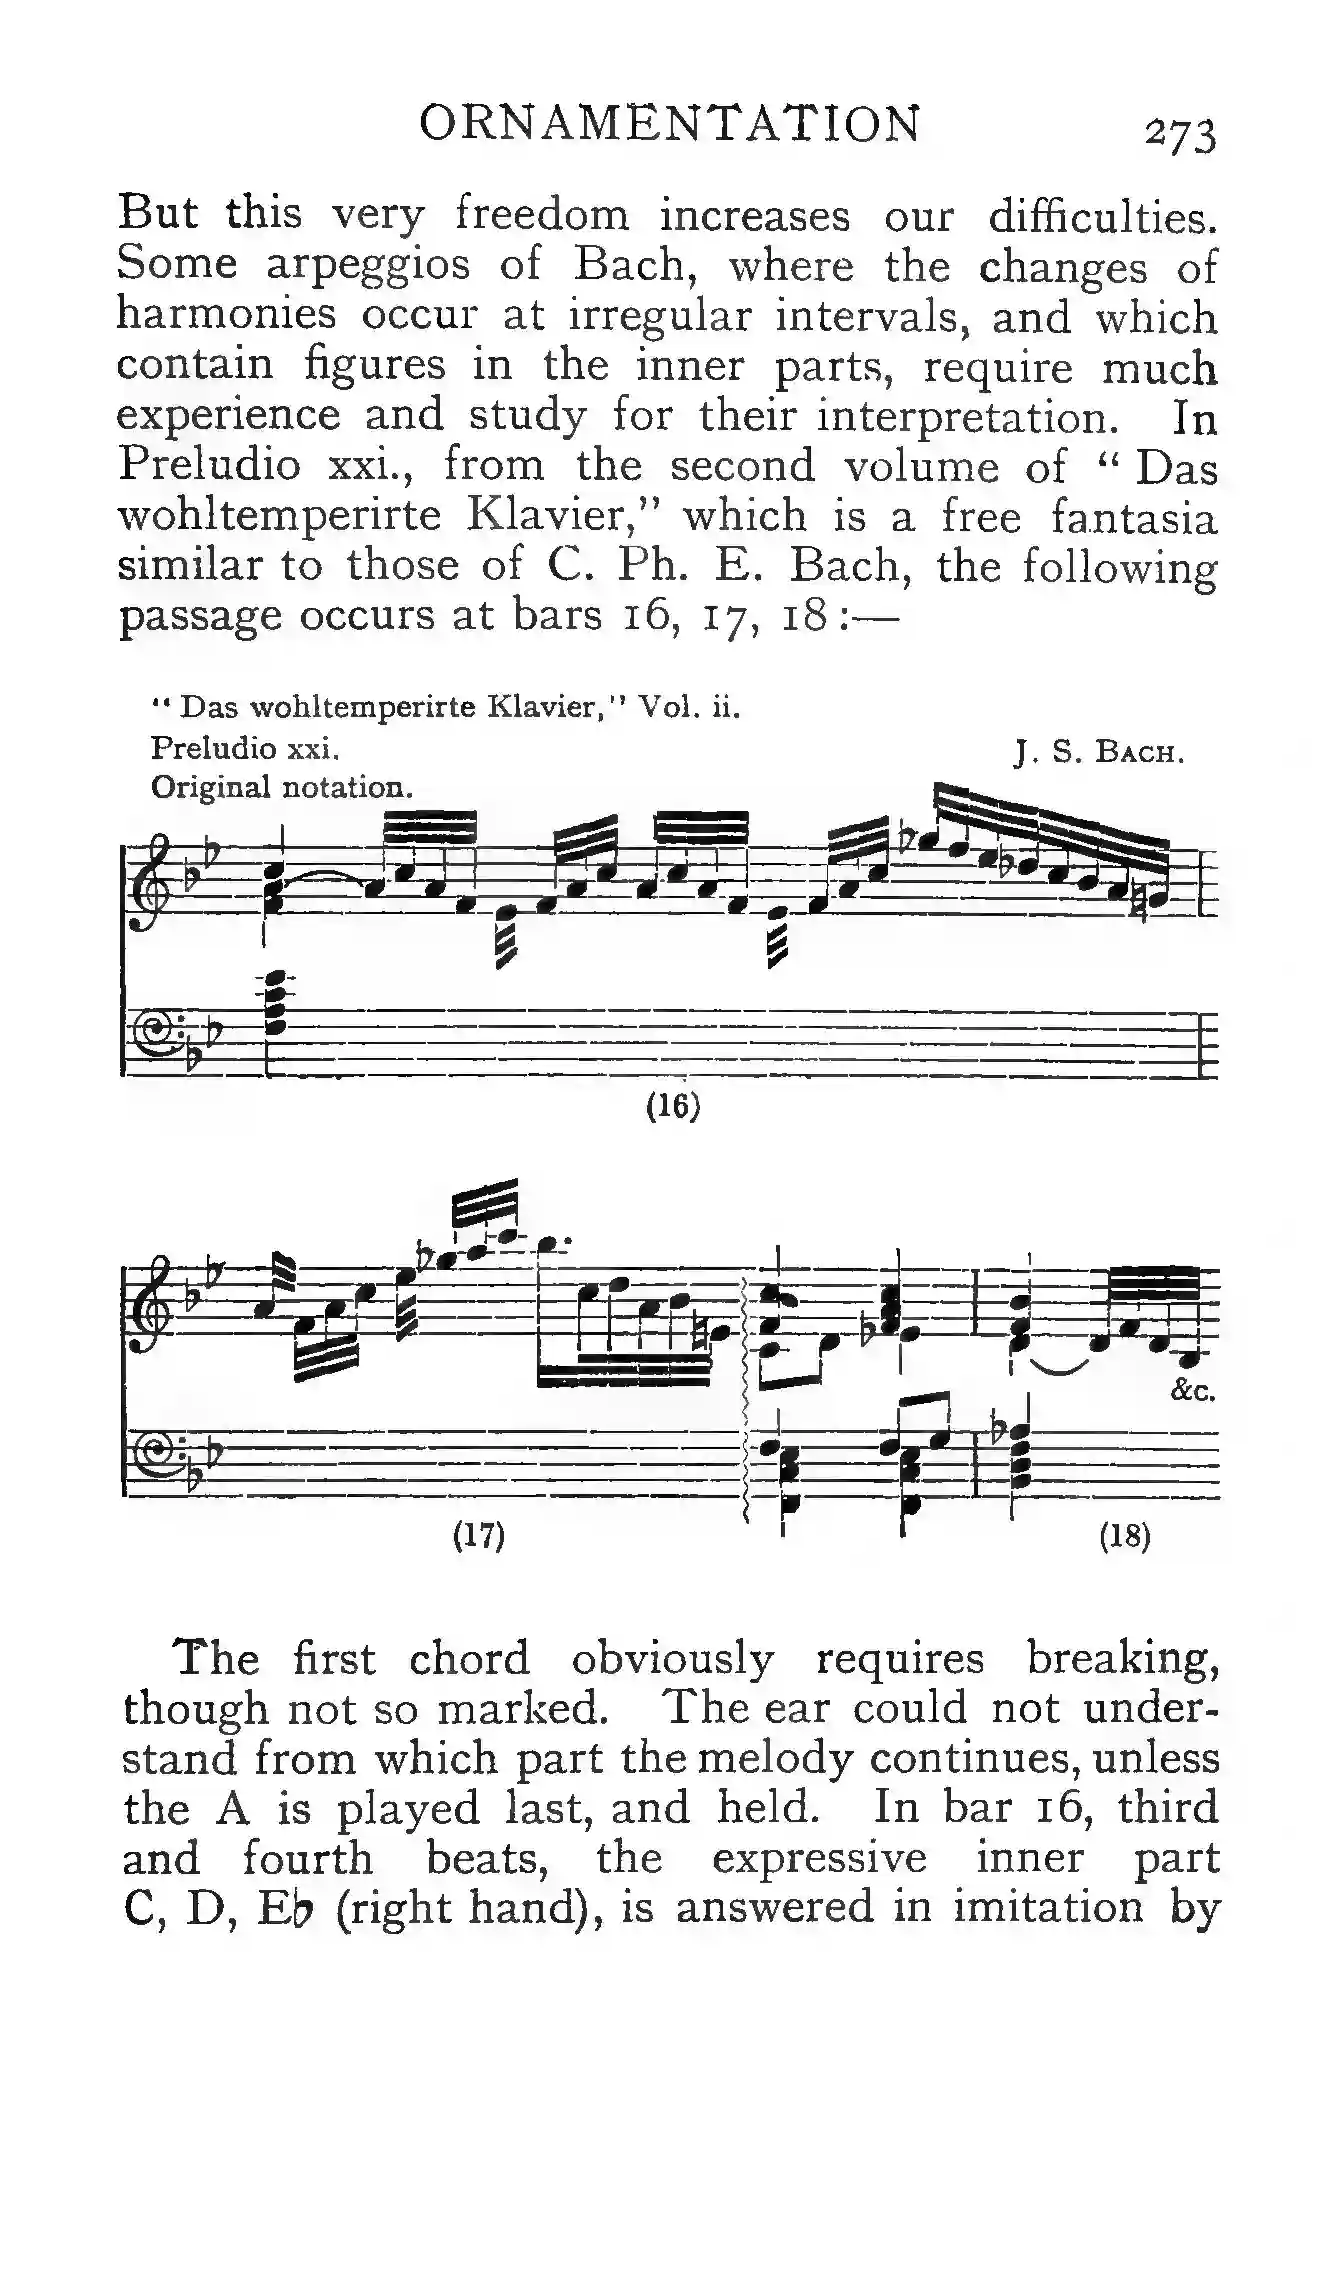 ORNAMENTATION 273
But this very freedom increases our difficulties.
Some arpeggios of Bach, where the changes of
harmonies occur at irregular intervals, and which
contain figures in the inner parts, require much
experience and study for their interpretation. In
Preludio xxi., from the second volume of “ Das
wohltemperirte Klavier,” which is a free fantasia
similar to those of C. Ph. E. Bach, the following
passage occurs at bars 16, 17, 18 :—
“ Das wohltemperirte Klavier,” Vol. ii.
Preludio xxi. J. S. BACH.
Original notation.
(16)
&c.
(17) (18)
The first chord obviously requires breaking,
though not so marked. The ear could not under-
stand from which part the melody continues, unless
the A is played last, and held. In bar 16, third
and fourth beats, the expressive inner part
C, D, E♭ (right hand), is answered in imitation by